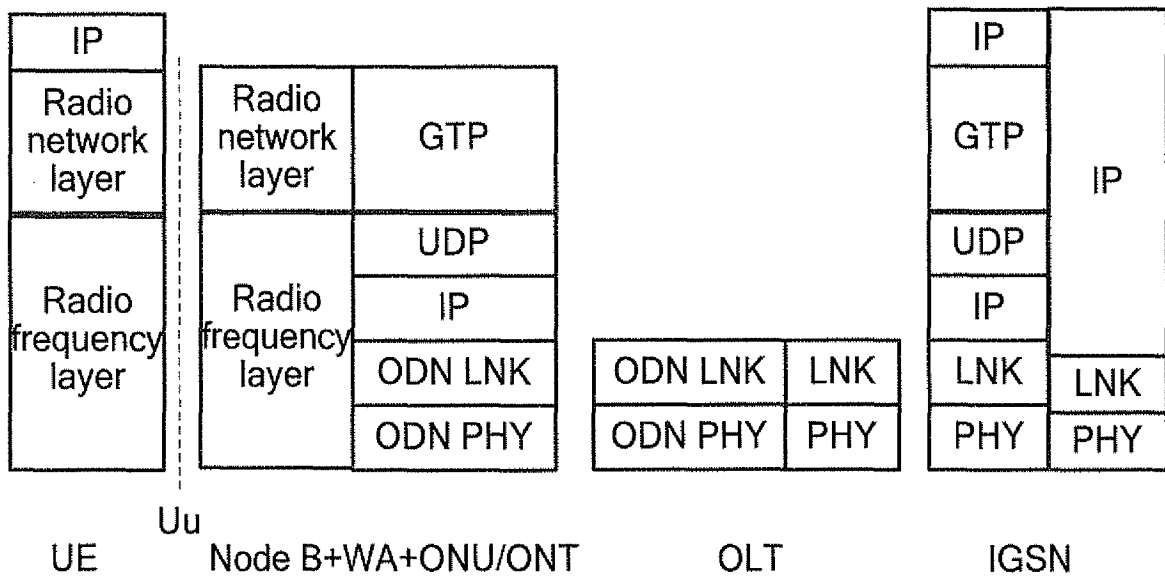 IP
Radio
network
layer
Radio
frequency
layer
Uu
UE
Radio
network
layer
Radio
frequency
layer
GTP
UDP
IP
ODN LNK
ODN PHY
Node B+WA+ONU/ONT
ODN LNK
LNK
ODN PHY
PHY
OLT
IP
GTP
UDP
IP
LNK
PHY
IP
LNK
PHY
IGSN